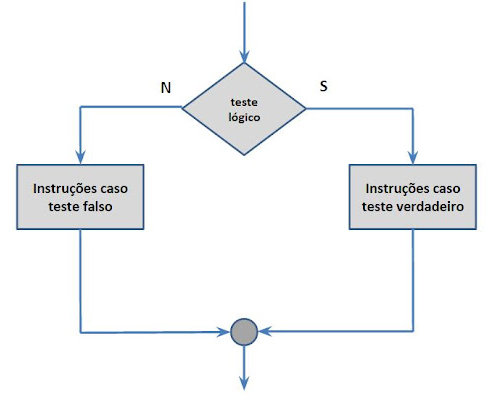 N
S
teste
lógico
Instruções caso
teste falso
Instruções caso
teste verdadeiro